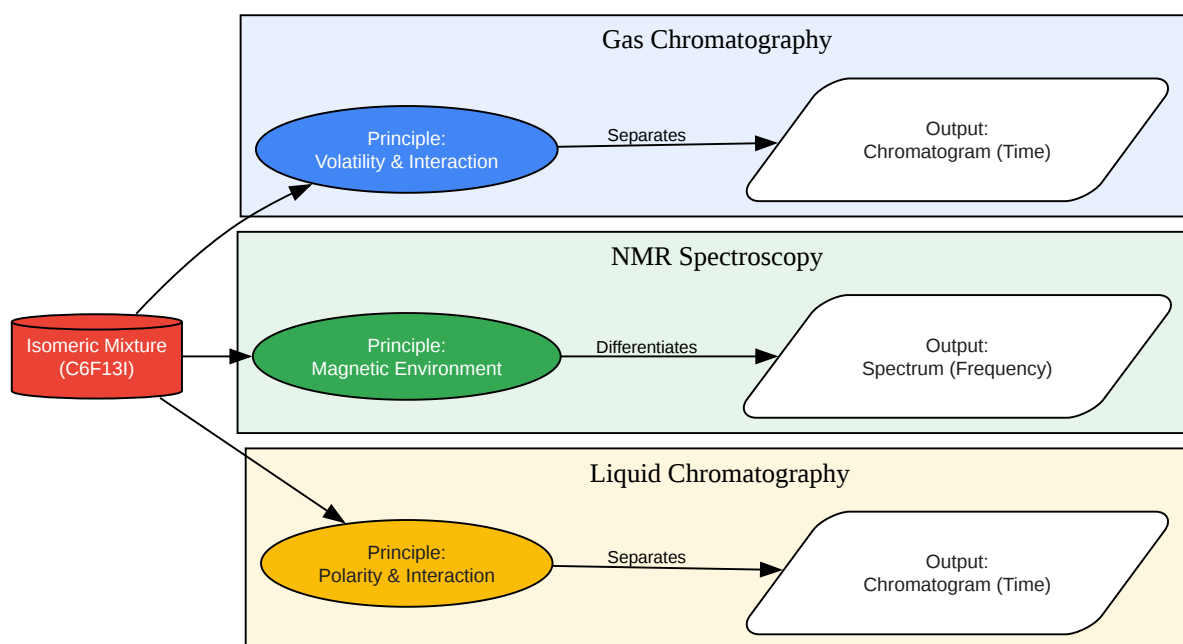 Gas Chromatography
Principle:
Volatility & Interaction
Separates
Output:
Chromatogram (Time)
NMR Spectroscopy
Isomeric Mixture
(C6F13I)
Principle:
Magnetic Environment
Differentiates
Output:
Spectrum (Frequency)
Liquid Chromatography
Principle:
Polarity & Interaction
Separates
Output:
Chromatogram (Time)